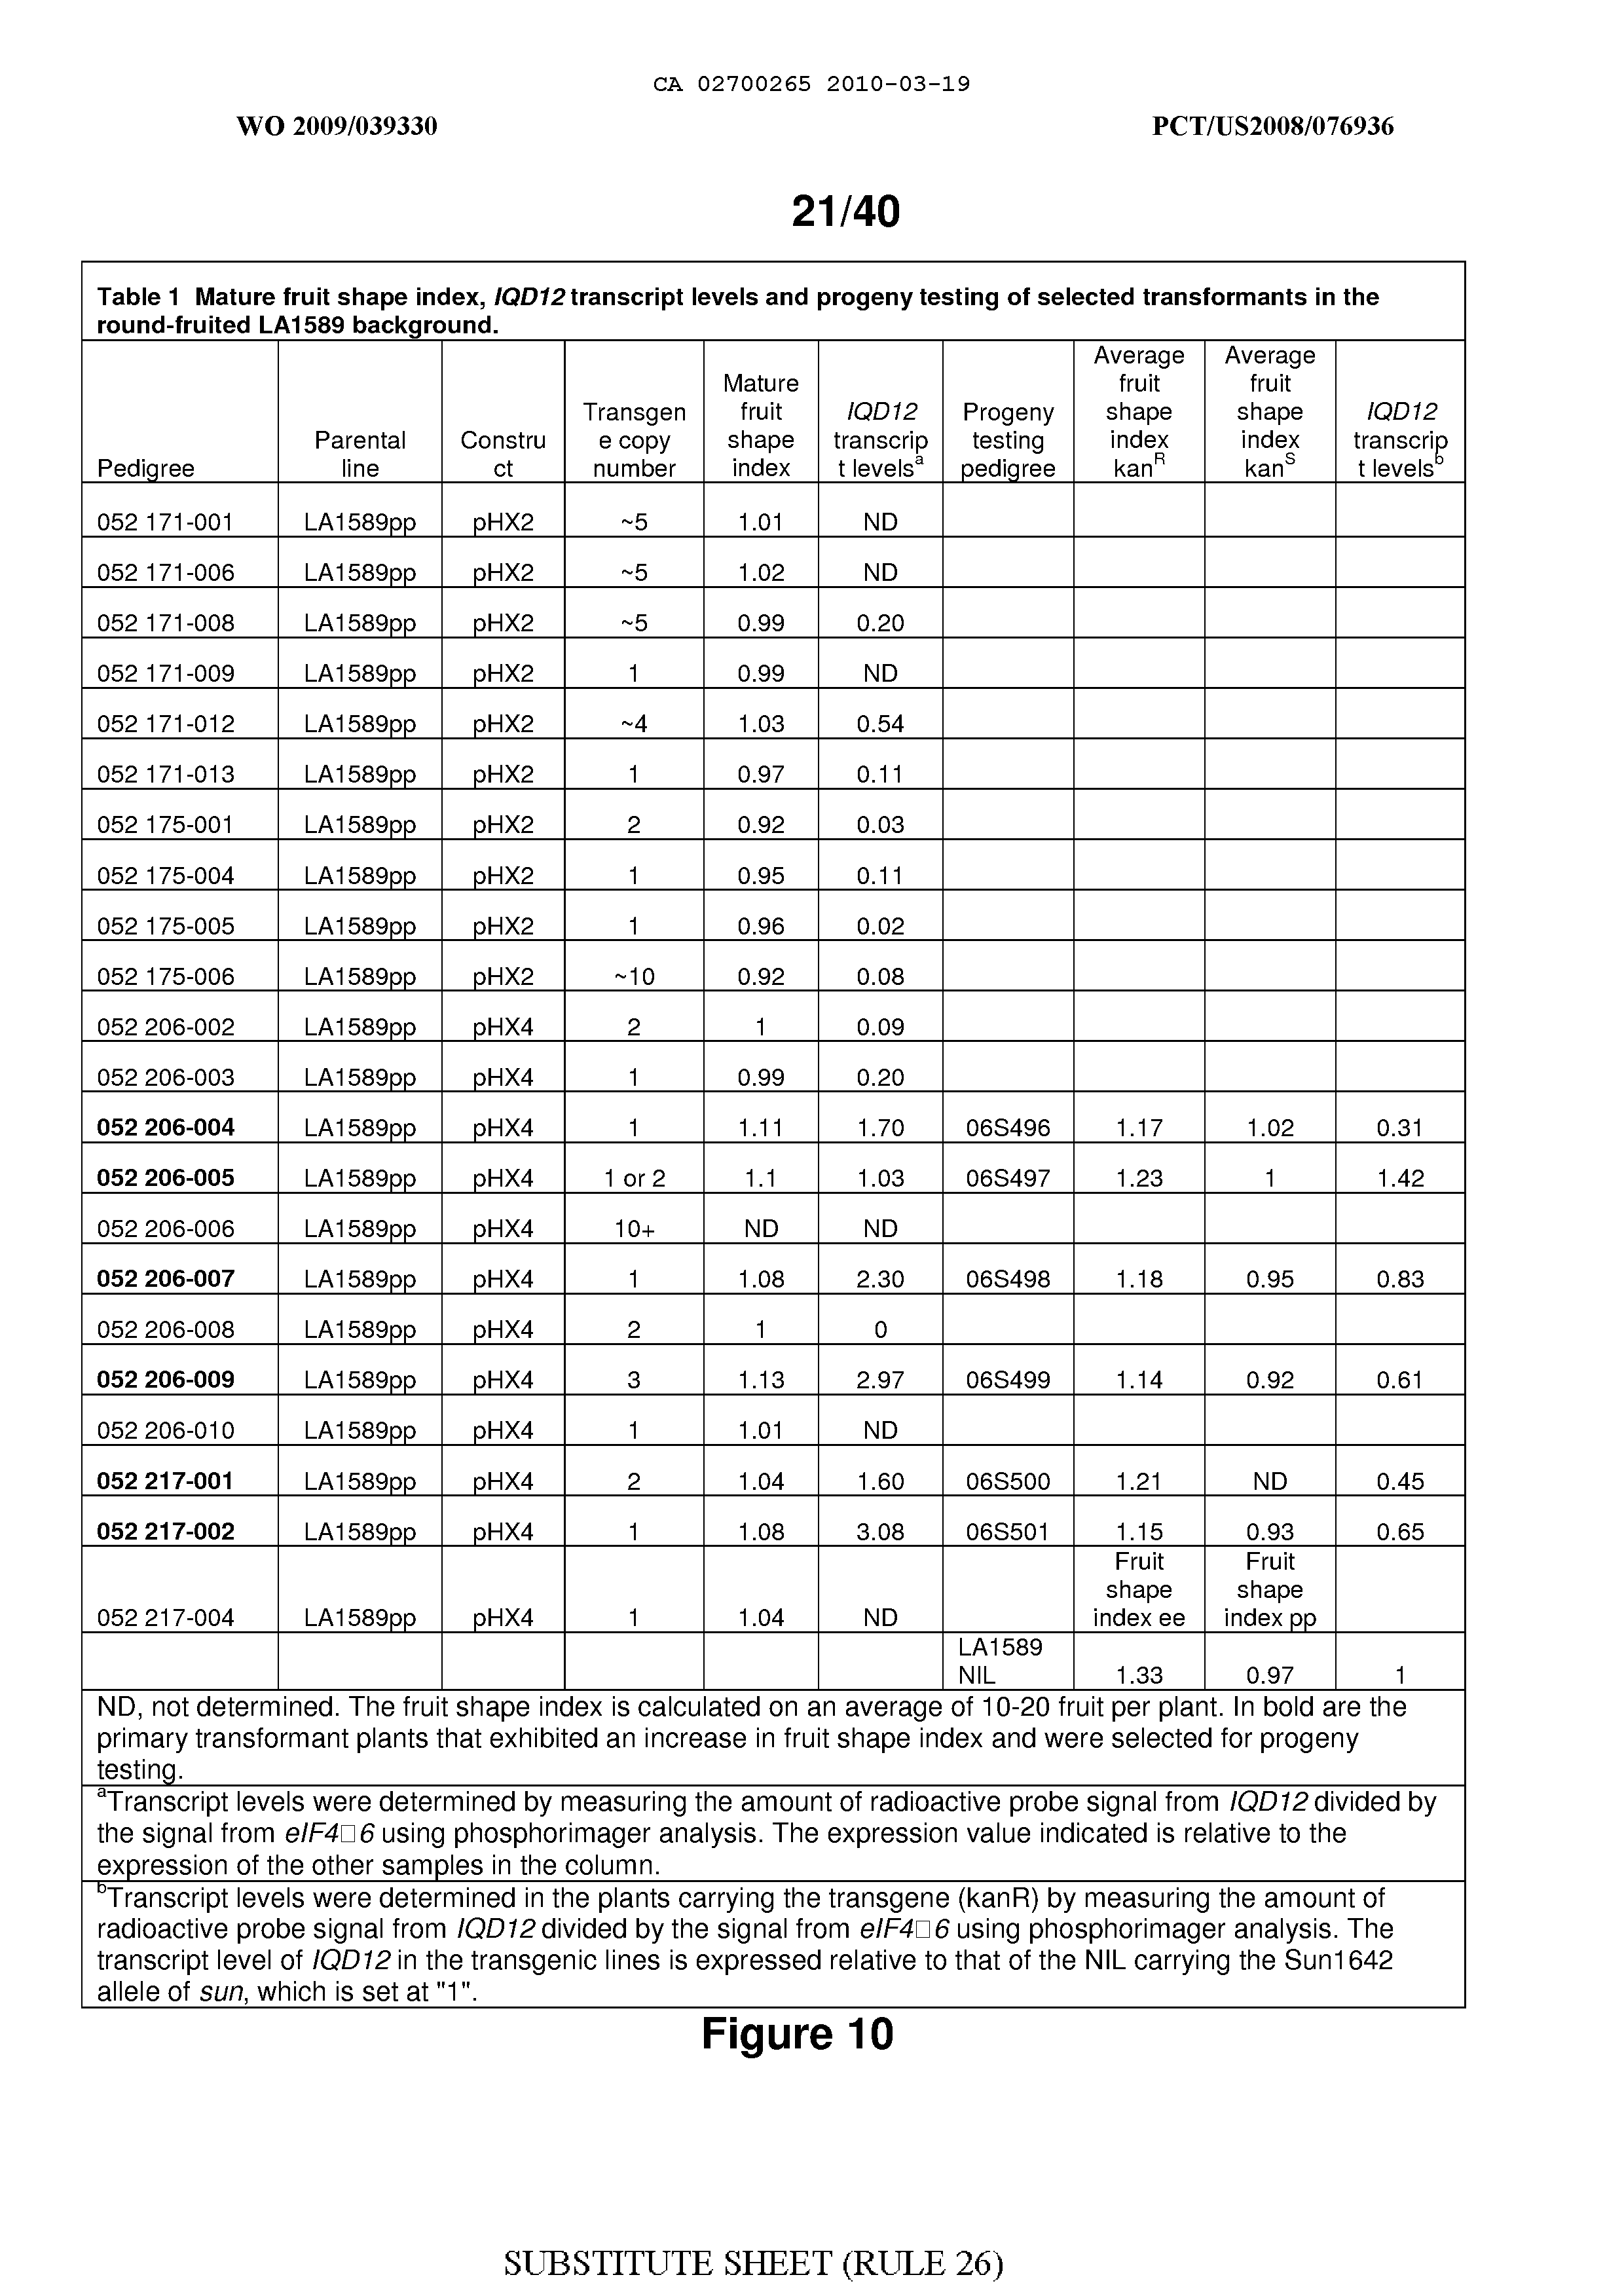 CA 02700265 2010-03-19
WO 2009/039330 PCT/US2008/076936
21/40
Table 1 Mature fruit shape index, IQD12 transcript levels and progeny testing of selected transformants in the
round-fruited LA1589 background.
Average Average
Mature fruit fruit
Transgen fruit IQD12 Progeny shape shape IQD12
Parental Constru e copy shape transcrip testing index index transcrip
Pedigree line ct number index t levelsa pedigree kanR kanS t levelsb
052 171-001 LA1589pp pHX2 ~5 1.01 ND
052 171-006 LA1589pp pHX2 ~5 1.02 ND
052 171-008 LA1589pp pHX2 ~5 0.99 0.20
052 171-009 LA1589pp pHX2 1 0.99 ND
052 171-012 LA1589pp pHX2 ~4 1.03 0.54
052 171-013 LA1589pp pHX2 1 0.97 0.11
052 175-001 LA1589pp pHX2 2 0.92 0.03
052 175-004 LA1589pp pHX2 1 0.95 0.11
052 175-005 LA1589pp pHX2 1 0.96 0.02
052 175-006 LA1589pp pHX2 ~10 0.92 0.08
052 206-002 LA1589pp pHX4 2 1 0.09
052 206-003 LA1589pp pHX4 1 0.99 0.20
052 206-004 LA1589pp pHX4 1 1.11 1.70 06S496 1.17 1.02 0.31
052 206-005 LA1589pp pHX4 1 or 2 1.1 1.03 06S497 1.23 1 1.42
052 206-006 LA1589pp pHX4 10+ ND ND
052 206-007 LA1589pp pHX4 1 1.08 2.30 06S498 1.18 0.95 0.83
052 206-008 LA1589pp pHX4 2 1 0
052 206-009 LA1589pp pHX4 3 1.13 2.97 06S499 1.14 0.92 0.61
052 206-010 LA1589pp pHX4 1 1.01 ND
052 217-001 LA1589pp pHX4 2 1.04 1.60 06S500 1.21 ND 0.45
052 217-002 LA1589pp pHX4 1 1.08 3.08 06S501 1.15 0.93 0.65
Fruit Fruit
shape shape
052 217-004 LA1589pp pHX4 1 1.04 ND index ee index pp
LA1589
NIL 1.33 0.97 1
ND, not determined. The fruit shape index is calculated on an average of 10-20 fruit per plant. In bold are the
primary transformant plants that exhibited an increase in fruit shape index and were selected for progeny
testing.
aTranscript levels were determined by measuring the amount of radioactive probe signal from IQD12 divided by
the signal from eIF4□6 using phosphorimager analysis. The expression value indicated is relative to the
expression of the other samples in the column.
bTranscript levels were determined in the plants carrying the transgene (kanR) by measuring the amount of
radioactive probe signal from IQD12 divided by the signal from eIF4□6 using phosphorimager analysis. The
transcript level of IQD12 in the transgenic lines is expressed relative to that of the NIL carrying the Sun1642
allele of sun, which is set at "1".
Figure 10
SUBSTITUTE SHEET (RULE 26)